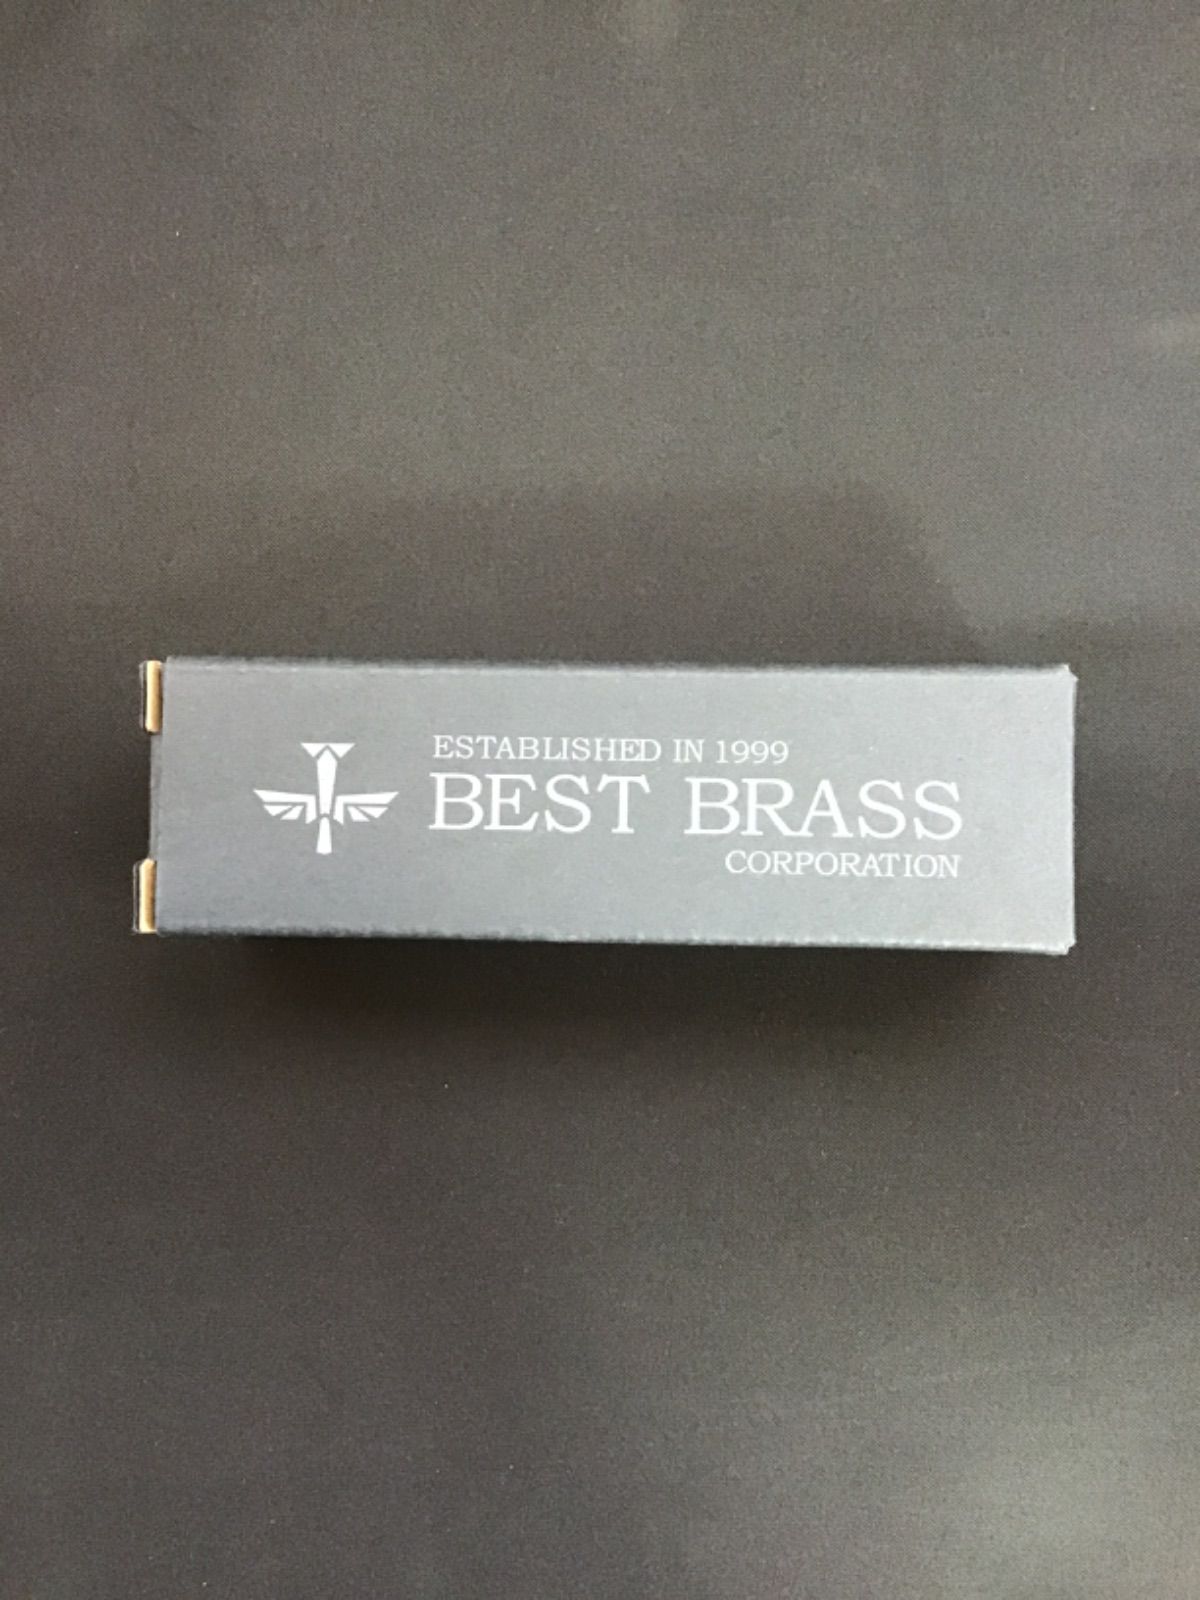 ESTABLISHED IN 1999
BEST BRASS
CORPORATION